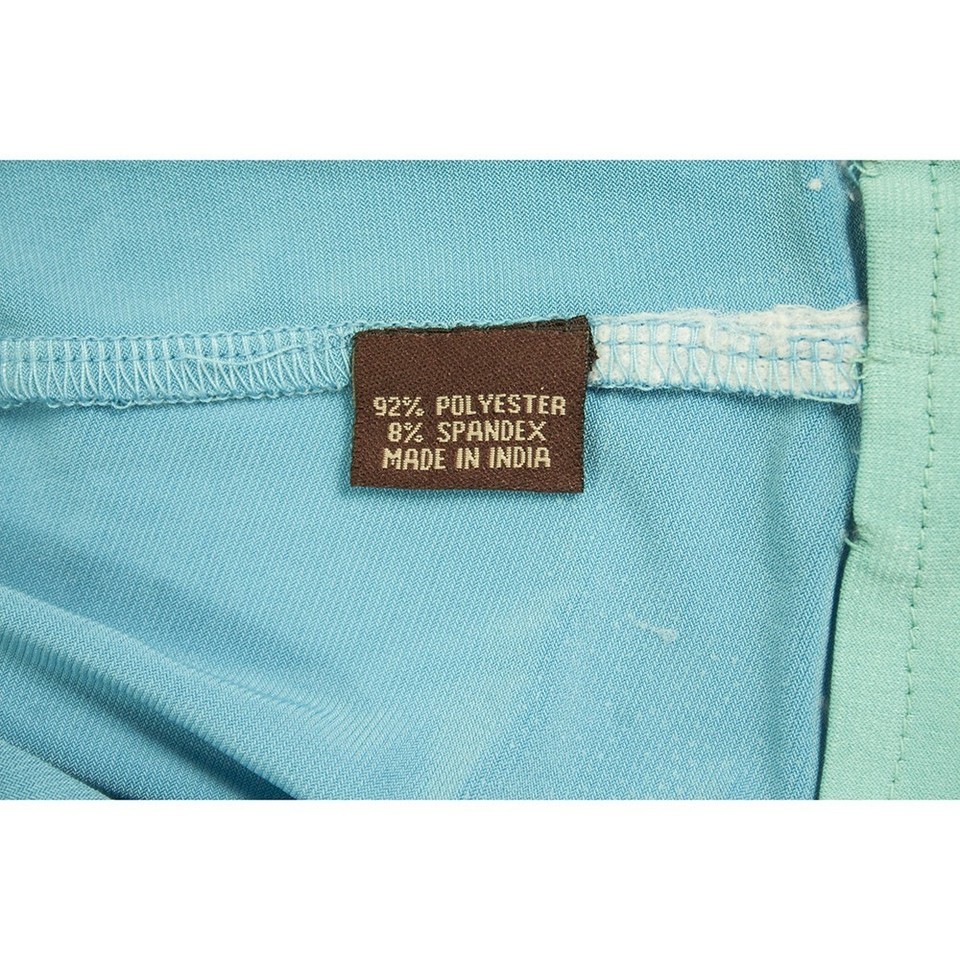 92% POLYESTER
8% SPANDEX
MADE IN INDIA